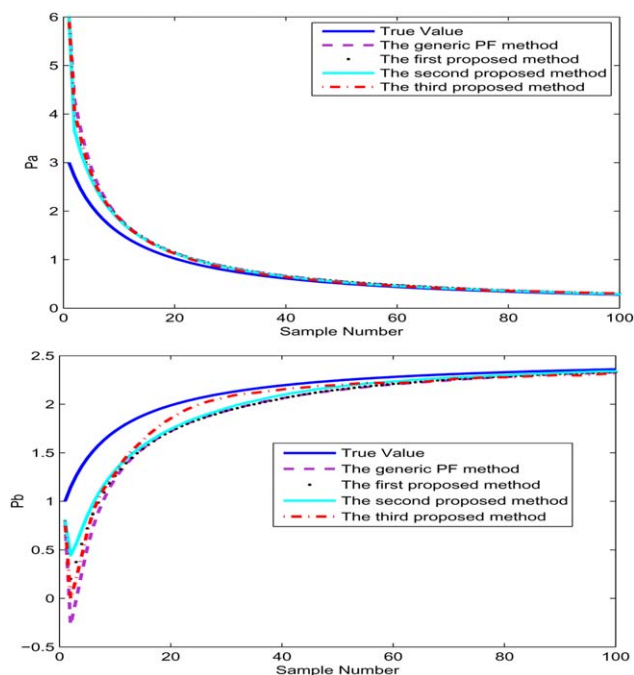 6
5
4
3
2
1
0
Pa
True Value
The generic PF method
The first proposed method
The second proposed method
The third proposed method
0
20
40
60
80
100
Sample Number
2.5
2
1.5
1
0.5
0
−0.5
Pb
True Value
The generic PF method
The first proposed method
The second proposed method
The third proposed method
0
20
40
60
80
100
Sample Number